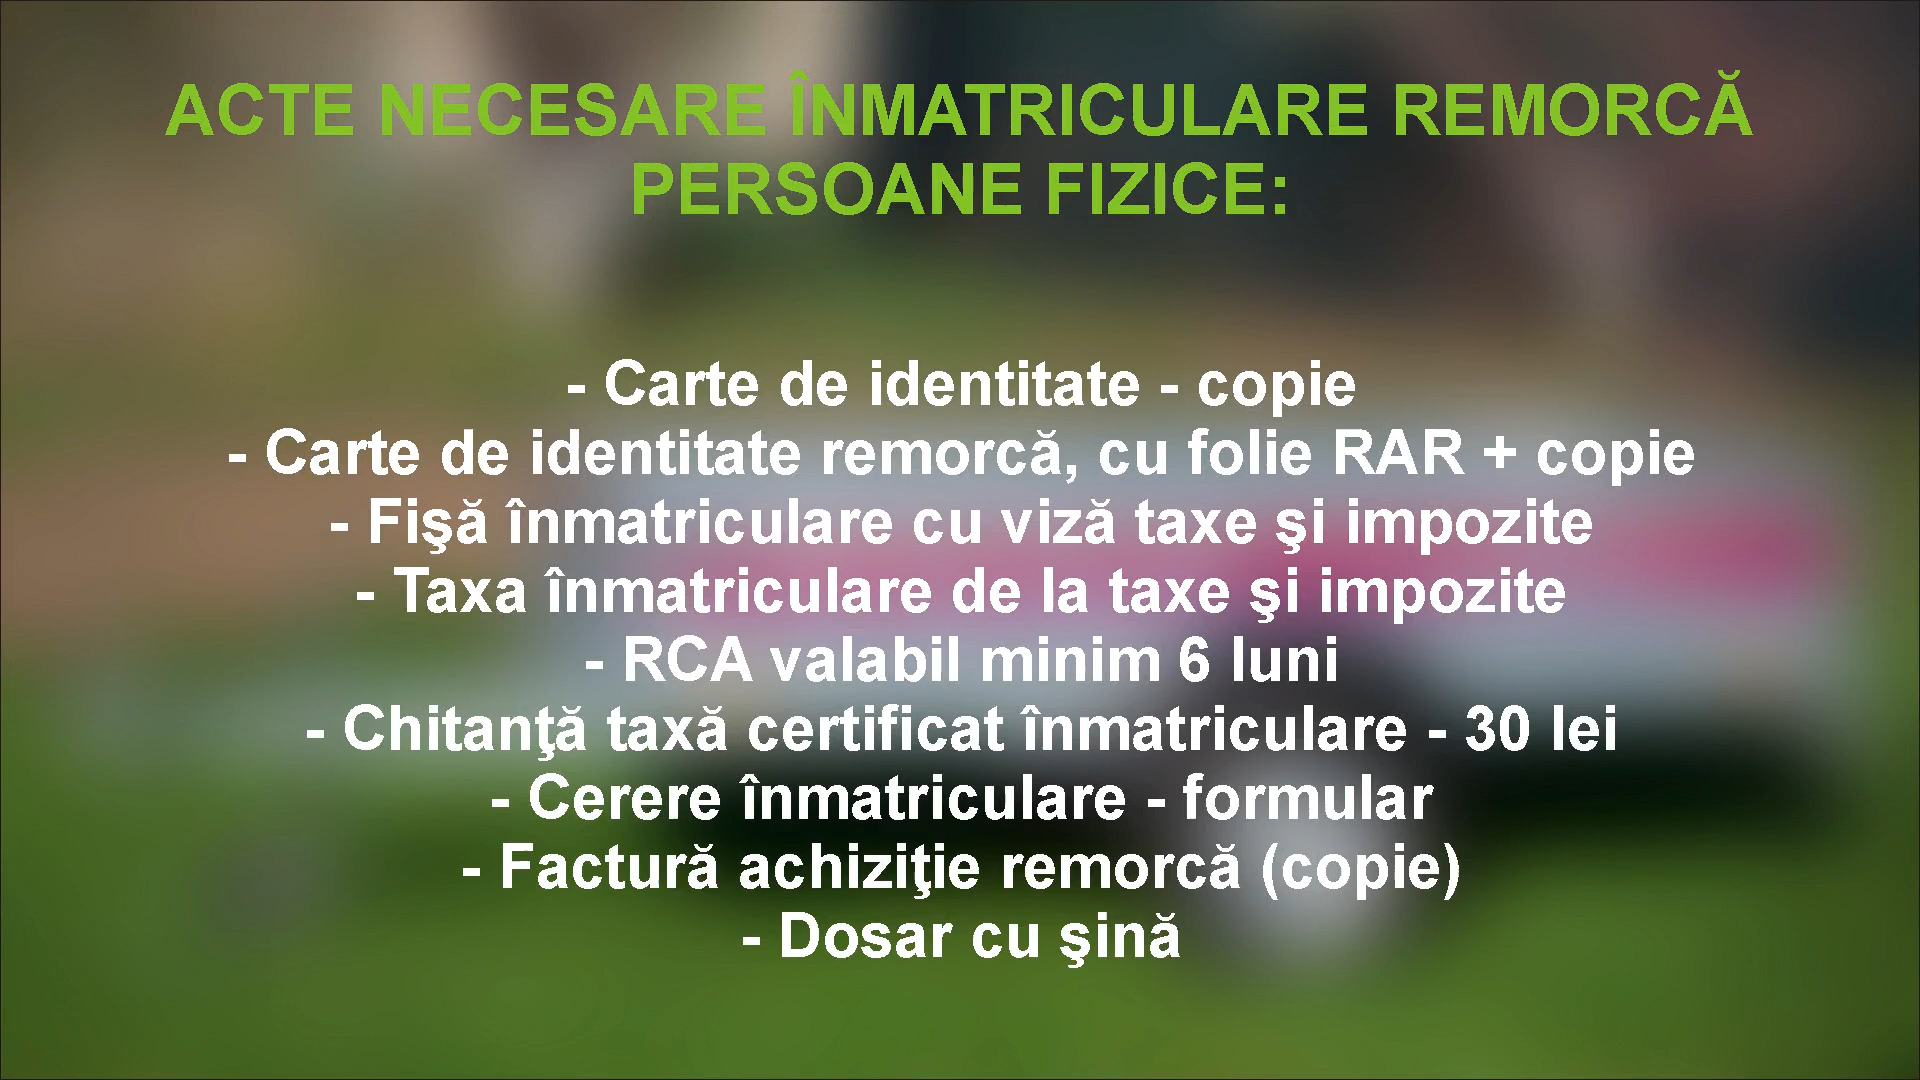 ACTE NECESARE ÎNMATRICULARE REMORCĂ
PERSOANE FIZICE:
- Carte de identitate - copie
- Carte de identitate remorcă, cu folie RAR + copie
- Fişă înmatriculare cu viză taxe şi impozite
- Taxa înmatriculare de la taxe şi impozite
- RCA valabil minim 6 luni
- Chitanţă taxă certificat înmatriculare - 30 lei
- Cerere înmatriculare - formular
- Factură achiziţie remorcă (copie)
- Dosar cu şină